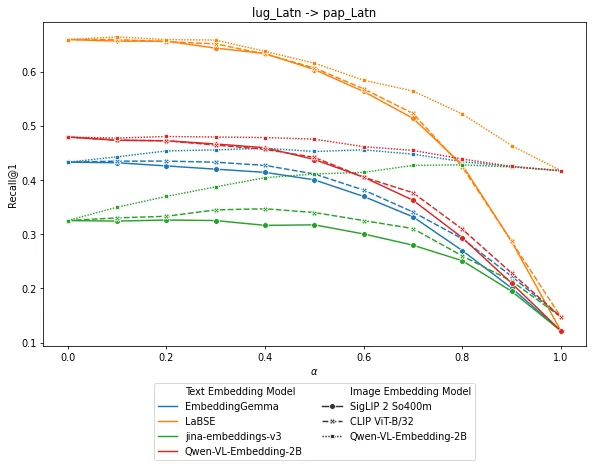 lug_Latn -> pap_Latn
Recall@1
0.6
0.5
0.4
0.3
0.2
0.1
0.0 0.2 0.4 0.6 0.8 1.0
α
Text Embedding Model
EmbeddingGemma
LaBSE
jina-embeddings-v3
Qwen-VL-Embedding-2B
Image Embedding Model
SigLIP 2 So400m
CLIP ViT-B/32
Qwen-VL-Embedding-2B